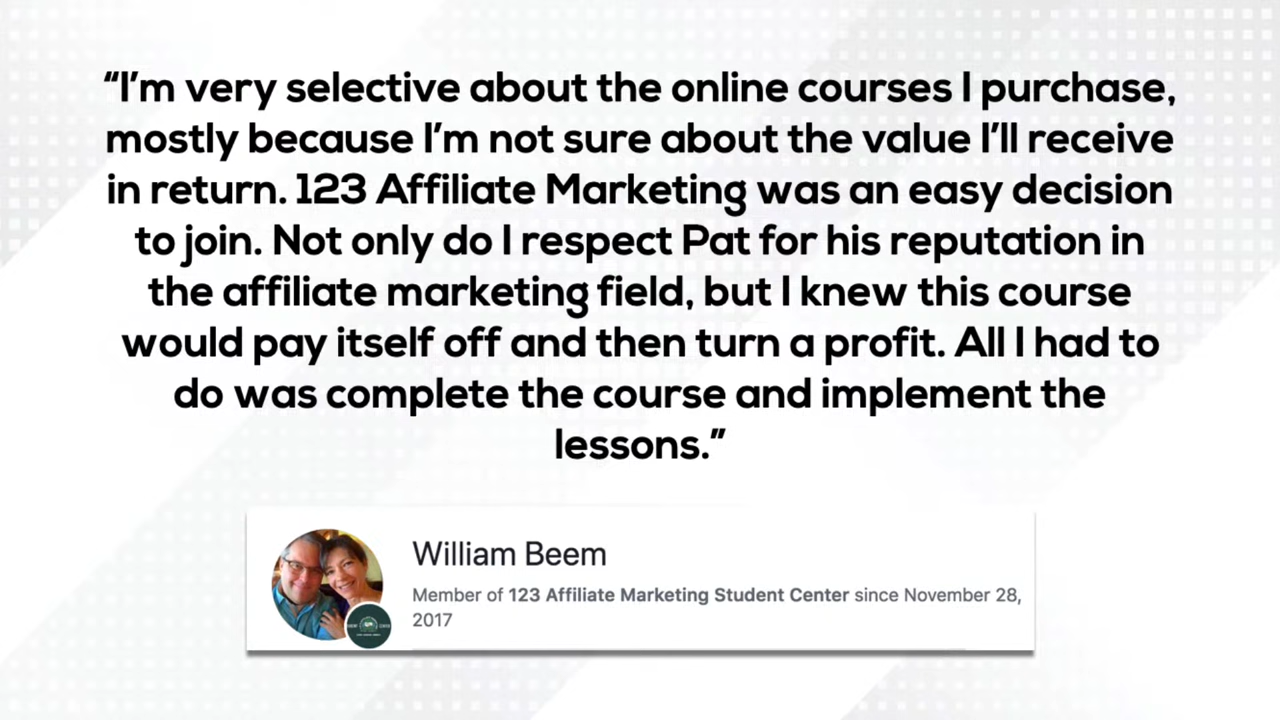 “I’m very selective about the online courses I purchase,
mostly because I’m not sure about the value I’ll receive
in return. 123 Affiliate Marketing was an easy decision
to join. Not only do I respect Pat for his reputation in
the affiliate marketing field, but I knew this course
would pay itself off and then turn a profit. All I had to
do was complete the course and implement the
lessons.”
William Beem
Member of 123 Affiliate Marketing Student Center since November 28,
2017